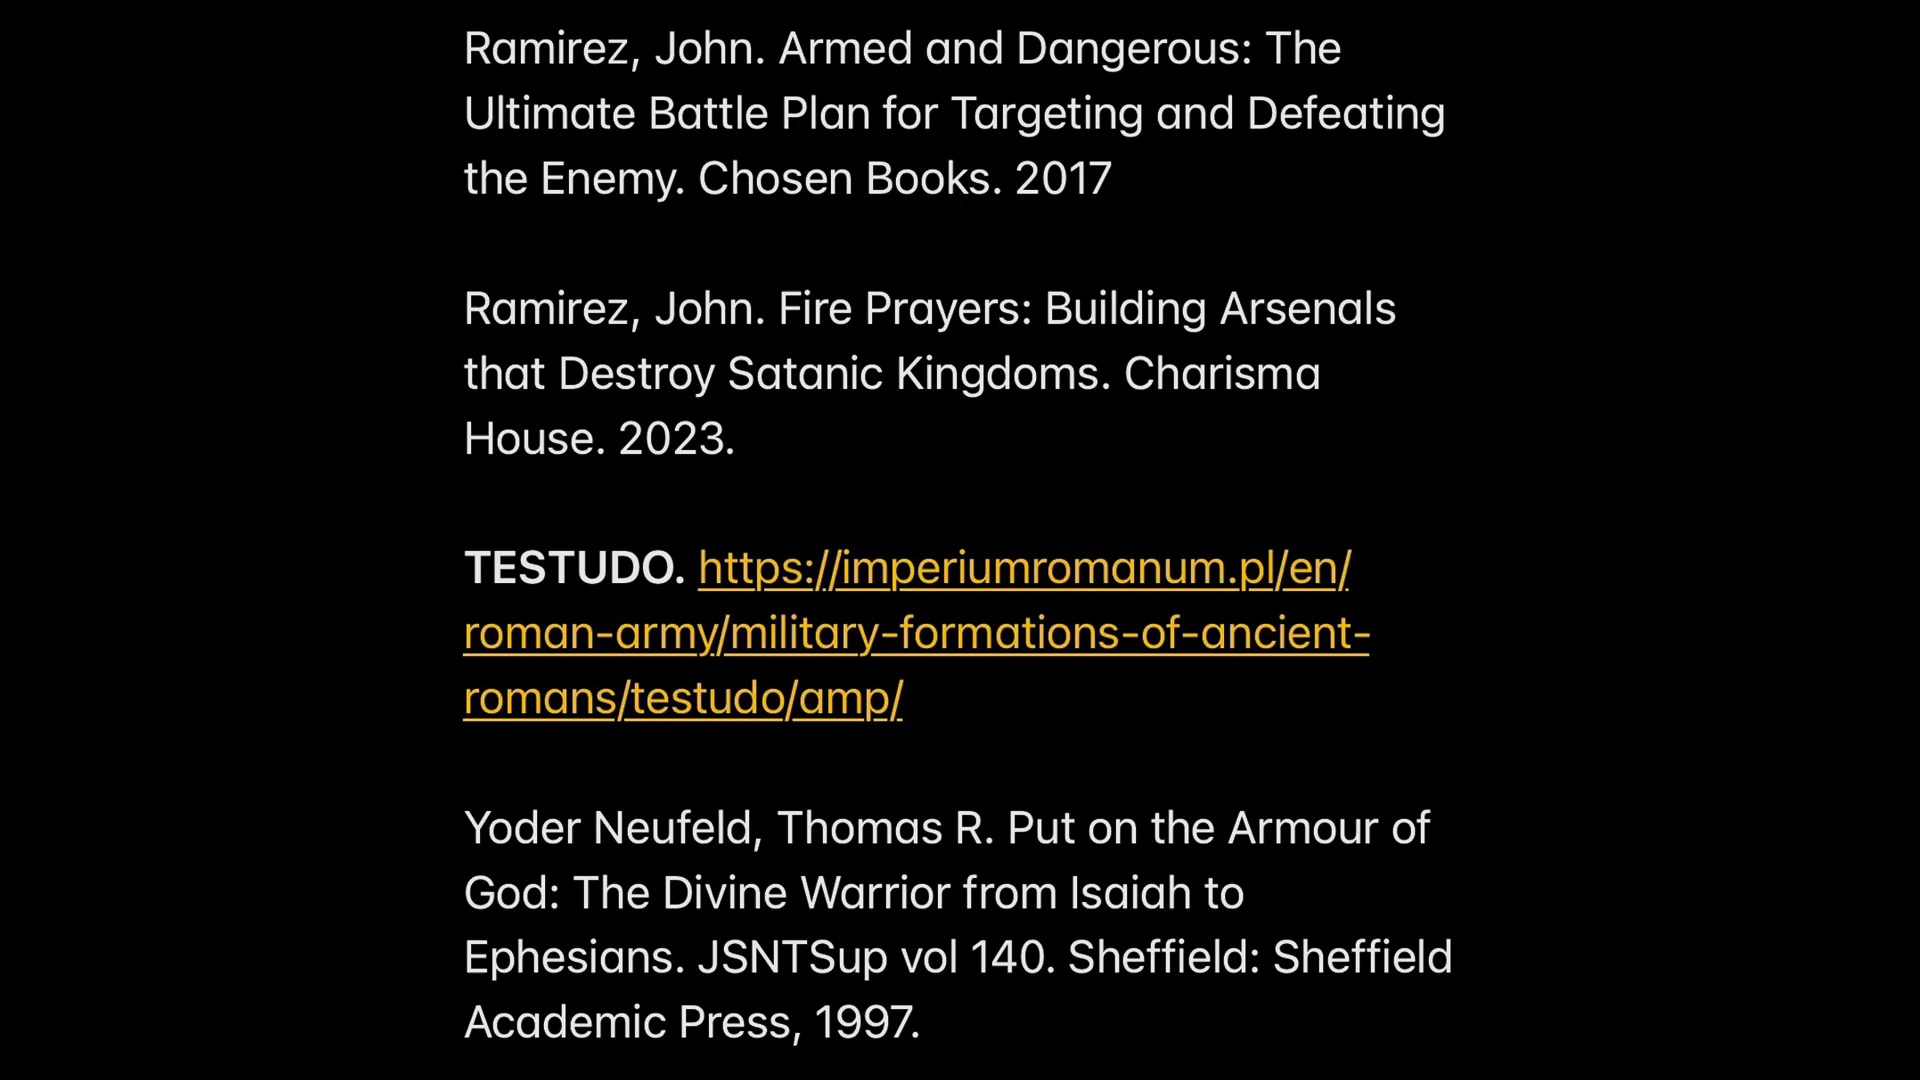 Ramirez, John. Armed and Dangerous: The
Ultimate Battle Plan for Targeting and Defeating
the Enemy. Chosen Books. 2017
Ramirez, John. Fire Prayers: Building Arsenals
that Destroy Satanic Kingdoms. Charisma
House. 2023.
TESTUDO. https://imperiumromanum.pl/en/
roman-army/military-formations-of-ancient-
romans/testudo/amp/
Yoder Neufeld, Thomas R. Put on the Armour of
God: The Divine Warrior from Isaiah to
Ephesians. JSNTSup vol 140. Sheffield: Sheffield
Academic Press, 1997.